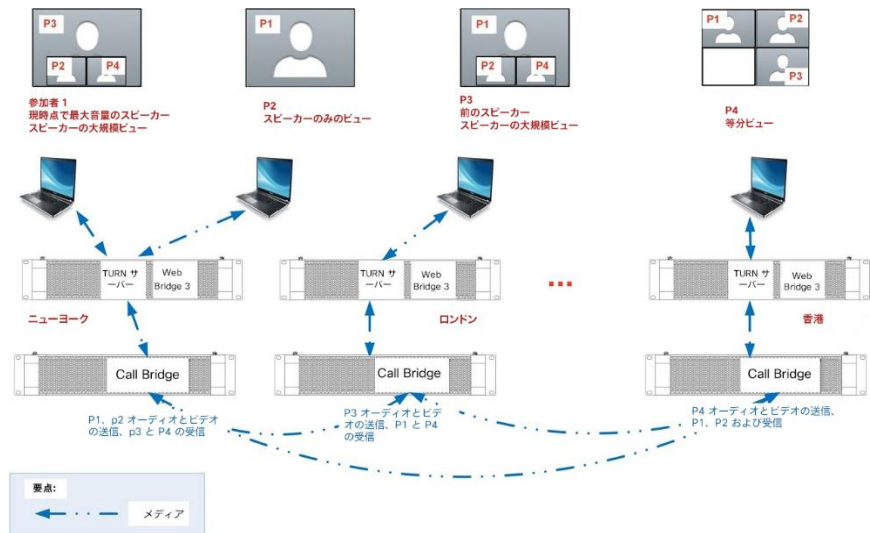 P3
P2
P4
P1
P1
P2
P4
P1
P2
P3
参加者 1
現時点で最大音量のスピーカー
スピーカーの大規模ビュー
P2
スピーカーのみのビュー
P3
前のスピーカー
スピーカーの大規模ビュー
P4
等分ビュー
TURN サ
ーバー
Web
Bridge 3
TURN サ
ーバー
Web
Bridge 3
...
TURN サ
ーバー
Web
Bridge 3
ニューヨーク
ロンドン
香港
Call Bridge
Call Bridge
Call Bridge
P1、p2 オーディオとビデオ
の送信、p3 と P4 の受信
P3 オーディオとビデ
オの送信、P1 と P4
の受信
P4 オーディオとビデオの送信、
P1、P2 および受信
要点:
メディア